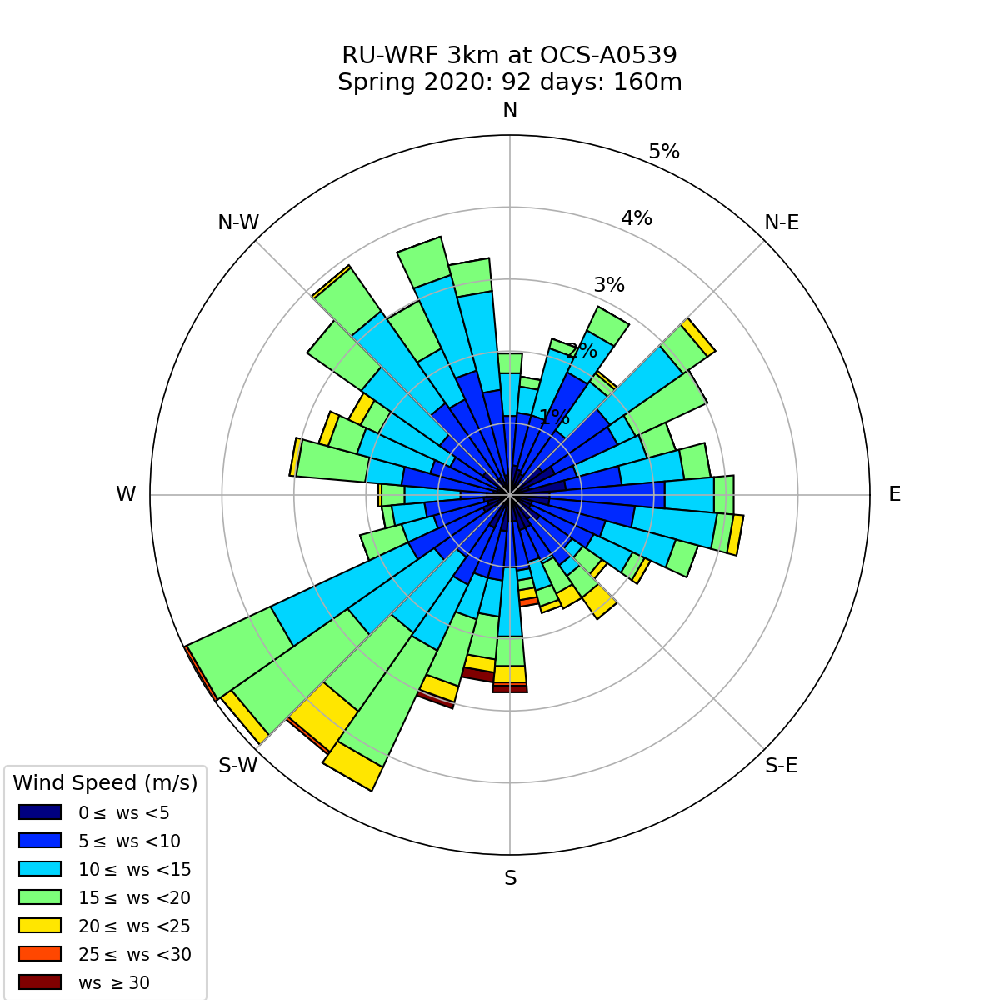 RU-WRF 3km at OCS-A0539
Spring 2020: 92 days: 160m
N
5%
N-W
4%
N-E
3%
2%
1%
W
E
S-W
S-E
S
Wind Speed (m/s)
0 ≤ ws <5
5 ≤ ws <10
10 ≤ ws <15
15 ≤ ws <20
20 ≤ ws <25
25 ≤ ws <30
ws ≥ 30